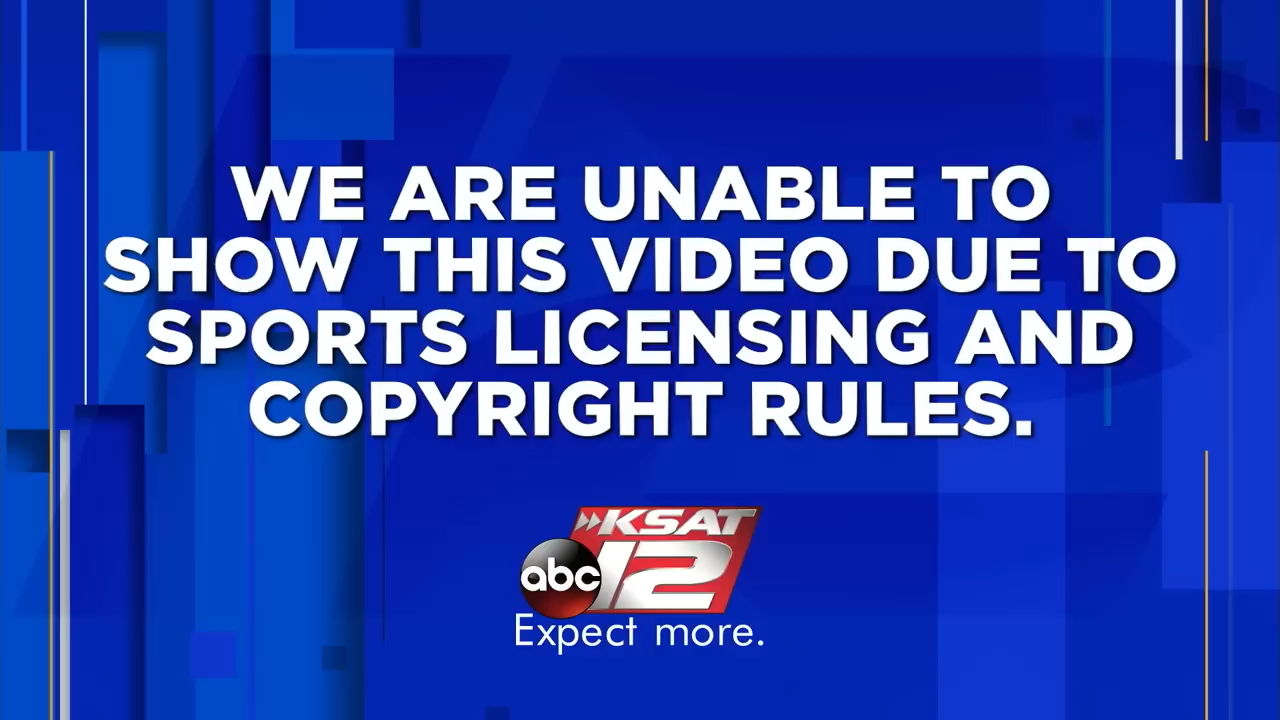 WE ARE UNABLE TO
SHOW THIS VIDEO DUE TO
SPORTS LICENSING AND
COPYRIGHT RULES.
KSAT
abc 12
Expect more.